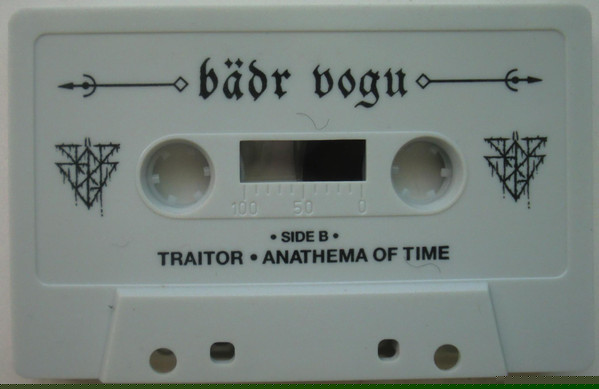 bädr vogu
100 50 0
• SIDE B •
TRAITOR • ANATHEMA OF TIME